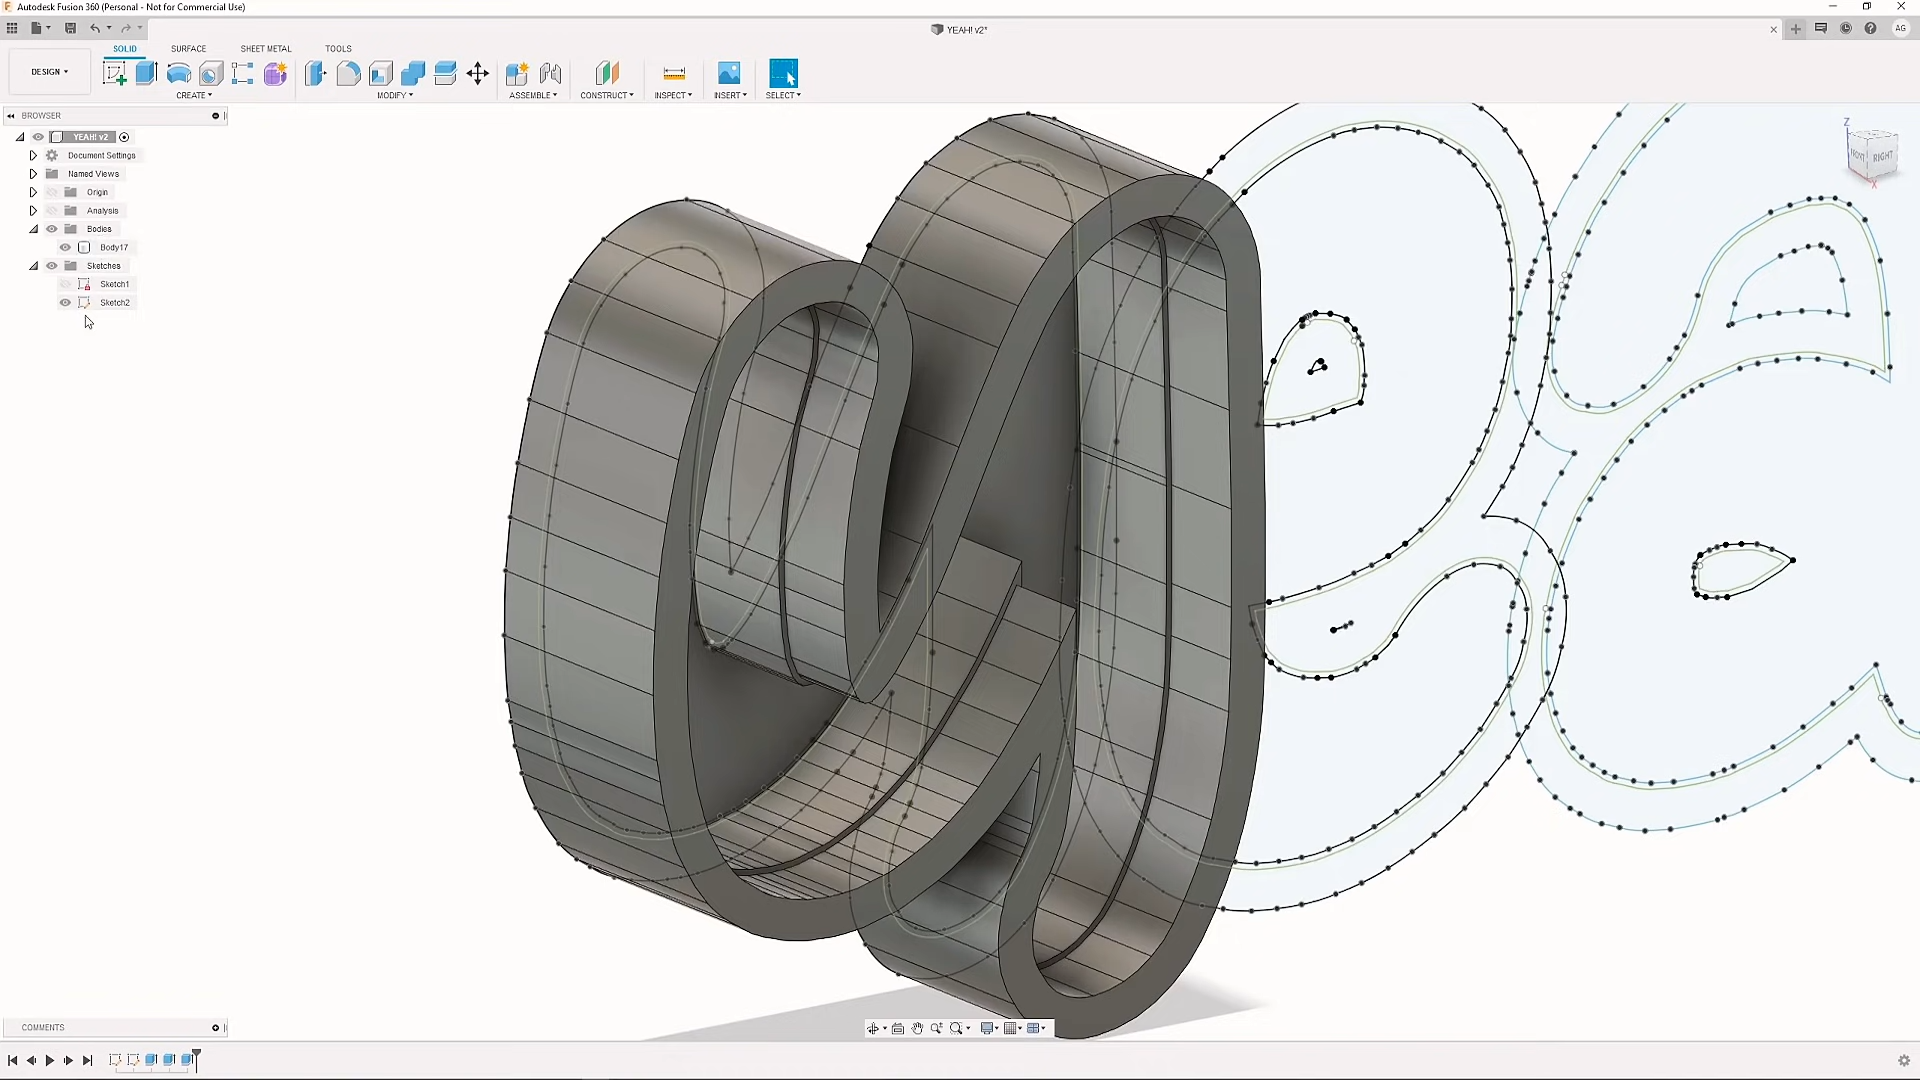 Autodesk Fusion 360 (Personal - Not for Commercial Use)
YEAH! v2*
AG
DESIGN
SOLID
SURFACE
SHEET METAL
TOOLS
CREATE
MODIFY
ASSEMBLE
CONSTRUCT
INSPECT
INSERT
SELECT
BROWSER
YEAH! v2
Document Settings
Named Views
Origin
Analysis
Bodies
Body17
Sketches
Sketch1
Sketch2
Z
FRONT
RIGHT
X
COMMENTS